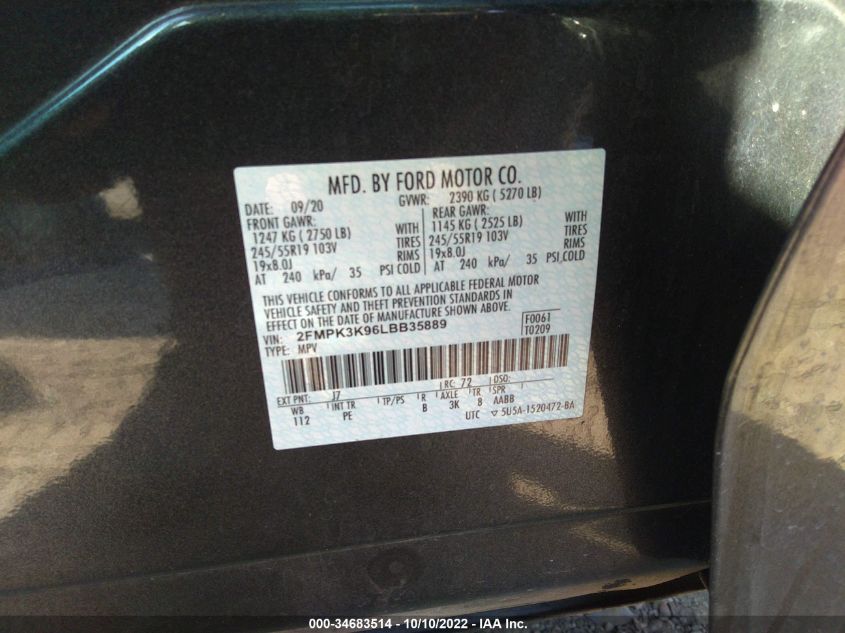 MFD. BY FORD MOTOR CO.
DATE: 09/20 GVWR: 2390 KG ( 5270 LB)
FRONT GAWR: REAR GAWR:
1247 KG ( 2750 LB) WITH 1145 KG ( 2525 LB) WITH
245/55R19 103V TIRES 245/55R19 103V TIRES
19x8.0J RIMS 19x8.0J RIMS
AT 240 kPa/ 35 PSI COLD AT 240 kPa/ 35 PSI COLD
THIS VEHICLE CONFORMS TO ALL APPLICABLE FEDERAL MOTOR
VEHICLE SAFETY AND THEFT PREVENTION STANDARDS IN
EFFECT ON THE DATE OF MANUFACTURE SHOWN ABOVE.
VIN: 2FMPK3K96LBB35889 F0061
TYPE: MPV T0209
EXT PNT: J7 RC: 72 DSO:
WB INT TR TP/PS R AXLE TR SPR
112 PE B 3K 8 AABB
UTC ▽ 5U5A-1520472-BA
000-34683514 - 10/10/2022 - IAA Inc.